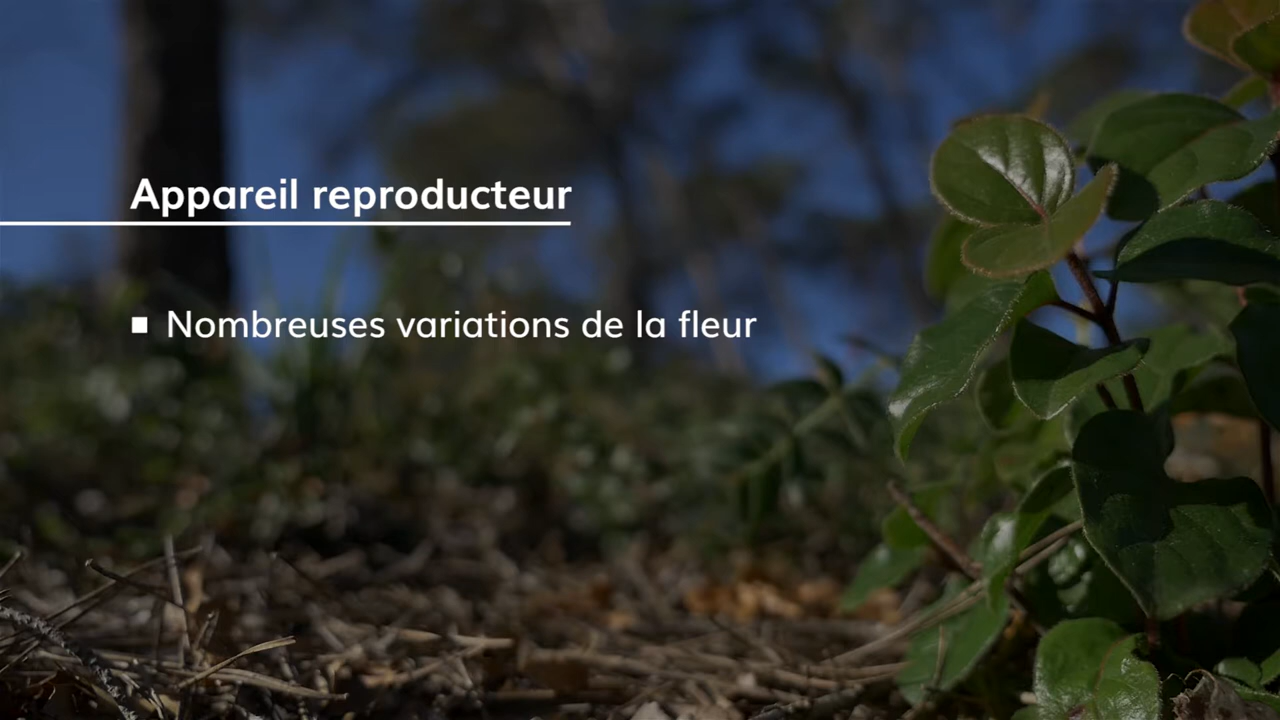 Appareil reproducteur
▪ Nombreuses variations de la fleur